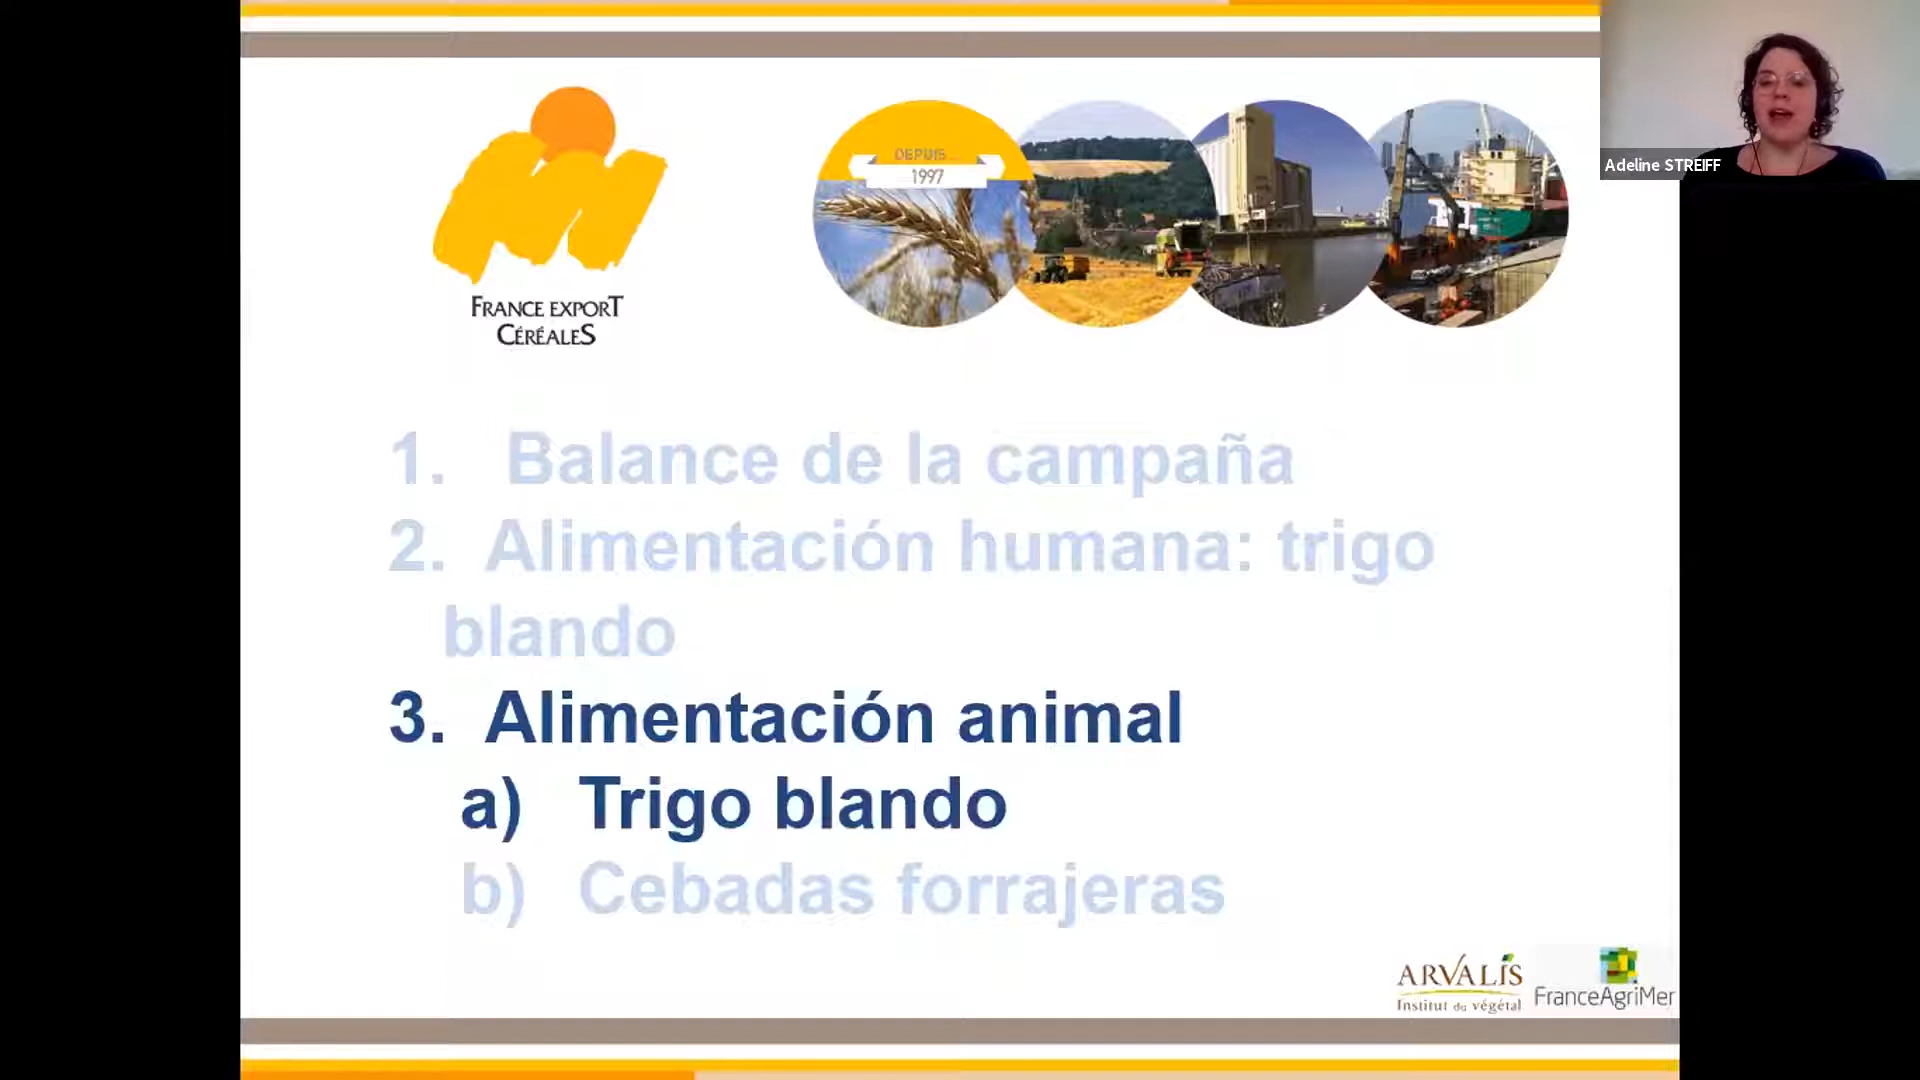 DEPUIS
1997
FRANCE EXPORT
CÉRÉALES
Adeline STREIFF
1. Balance de la campaña
2. Alimentación humana: trigo
blando
3. Alimentación animal
a) Trigo blando
b) Cebadas forrajeras
ARVALIS
Institut du végétal
FranceAgriMer